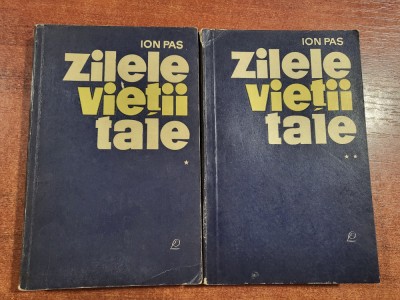 ION PAS
zilele
vieții
tale
*
ION PAS
zilele
vieții
tale
**